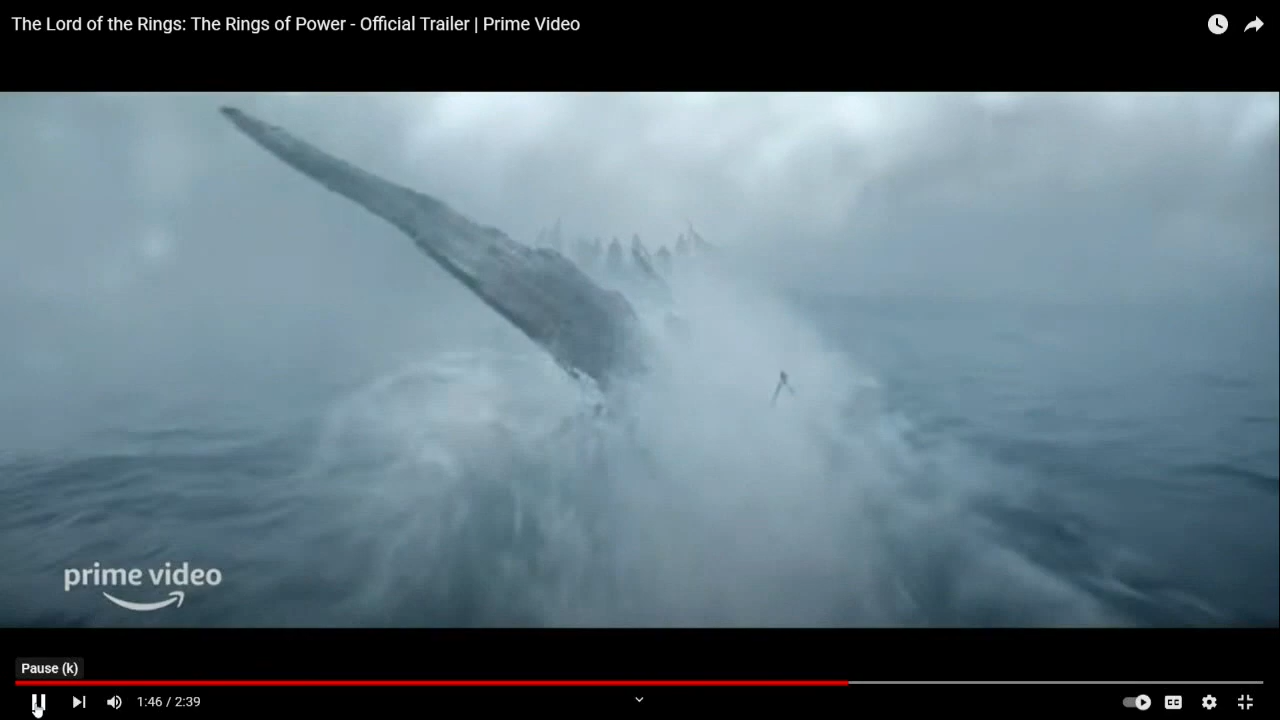 The Lord of the Rings: The Rings of Power - Official Trailer | Prime Video
prime video
Pause (k)
1:46 / 2:39
CC